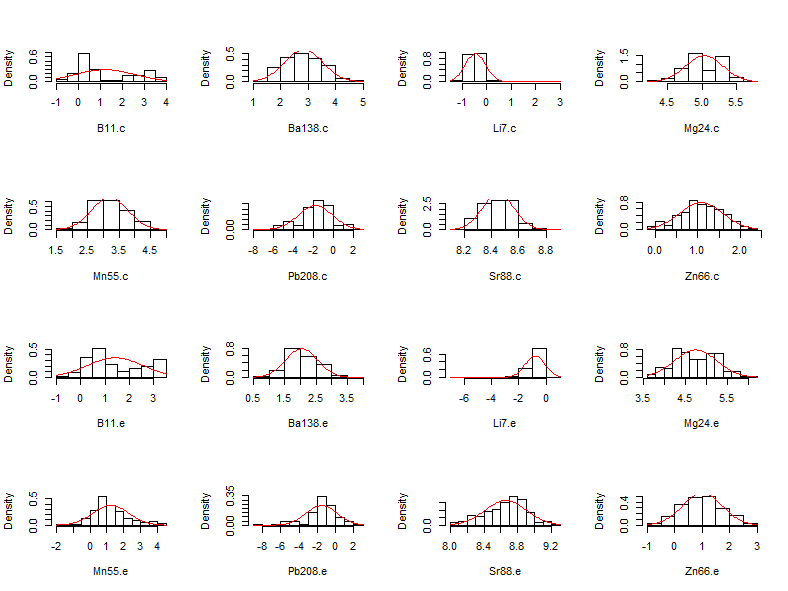 Density
0.0 0.6
-1 0 1 2 3 4
B11.c
Density
0.0 0.5
1 2 3 4 5
Ba138.c
Density
0.0 0.8
-1 0 1 2 3
Li7.c
Density
0.0 1.5
4.5 5.0 5.5
Mg24.c
Density
0.0 0.5
1.5 2.5 3.5 4.5
Mn55.c
Density
0.00
-8 -6 -4 -2 0 2
Pb208.c
Density
0.0 2.5
8.2 8.4 8.6 8.8
Sr88.c
Density
0.0 0.8
0.0 1.0 2.0
Zn66.c
Density
0.0 0.5
-1 0 1 2 3
B11.e
Density
0.0 0.8
0.5 1.5 2.5 3.5
Ba138.e
Density
0.0 0.6
-6 -4 -2 0
Li7.e
Density
0.0 0.8
3.5 4.5 5.5
Mg24.e
Density
0.0 0.5
-2 0 1 2 3 4
Mn55.e
Density
0.00 0.35
-8 -6 -4 -2 0 2
Pb208.e
Density
0.0
8.0 8.4 8.8 9.2
Sr88.e
Density
0.0 0.4
-1 0 1 2 3
Zn66.e